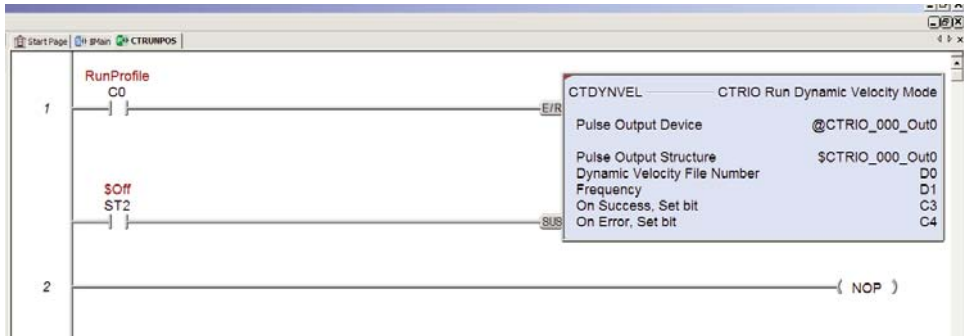 Start Page $Main CTRUNPOS
RunProfile
C0
1
E/R
CTDYNVEL CTRIO Run Dynamic Velocity Mode
Pulse Output Device @CTRIO_000_Out0
Pulse Output Structure $CTRIO_000_Out0
Dynamic Velocity File Number D0
Frequency D1
On Success, Set bit C3
On Error, Set bit C4
$Off
ST2
SUS
2
NOP